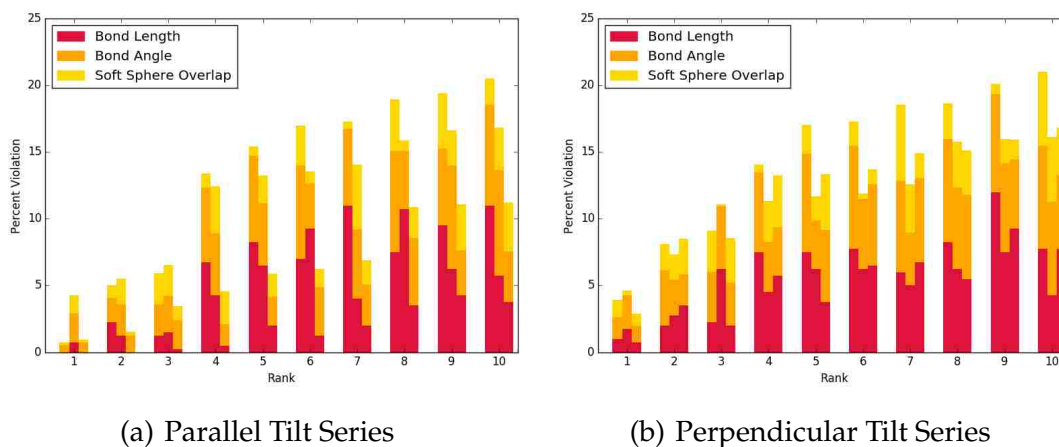 25
20
15
10
5
0
Percent Violation
Bond Length
Bond Angle
Soft Sphere Overlap
1 2 3 4 5 6 7 8 9 10
Rank
(a) Parallel Tilt Series
25
20
15
10
5
0
Percent Violation
Bond Length
Bond Angle
Soft Sphere Overlap
1 2 3 4 5 6 7 8 9 10
Rank
(b) Perpendicular Tilt Series